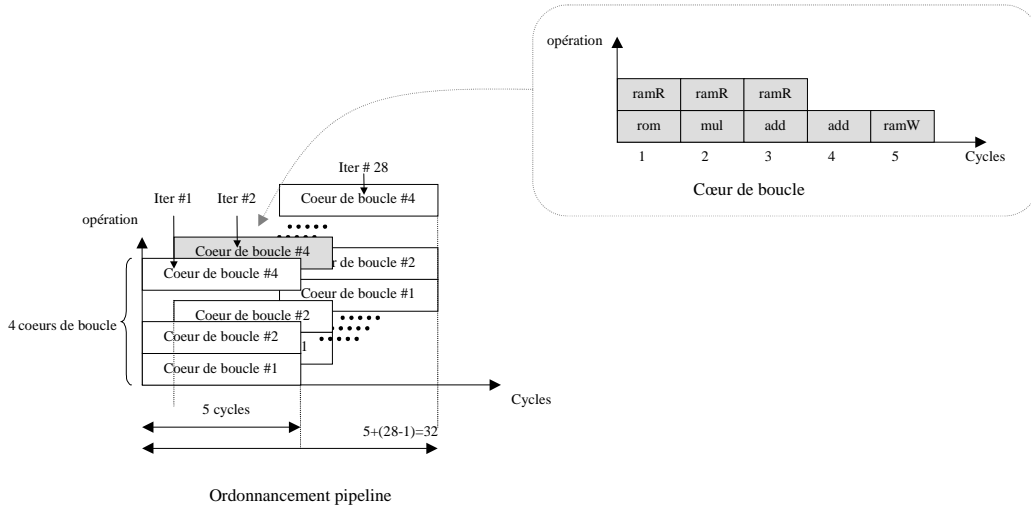 opération
ramR ramR ramR
rom mul add add ramW
1 2 3 4 5
Cycles
Cœur de boucle
Iter # 28
Iter #1 Iter #2
Coeur de boucle #4
opération
Coeur de boucle #4
r de boucle #2
Coeur de boucle #4
Coeur de boucle #1
Coeur de boucle #2
4 coeurs de boucle
Coeur de boucle #2
1
Coeur de boucle #1
Cycles
5 cycles
5+(28-1)=32
Ordonnancement pipeline